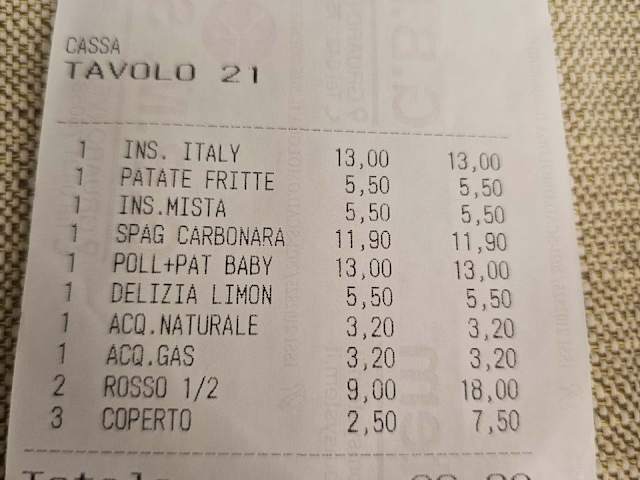 CASSA
TAVOLO 21
1 INS. ITALY 13,00 13,00
1 PATATE FRITTE 5,50 5,50
1 INS.MISTA 5,50 5,50
1 SPAG CARBONARA 11,90 11,90
1 POLL+PAT BABY 13,00 13,00
1 DELIZIA LIMON 5,50 5,50
1 ACQ.NATURALE 3,20 3,20
1 ACQ.GAS 3,20 3,20
2 ROSSO 1/2 9,00 18,00
3 COPERTO 2,50 7,50